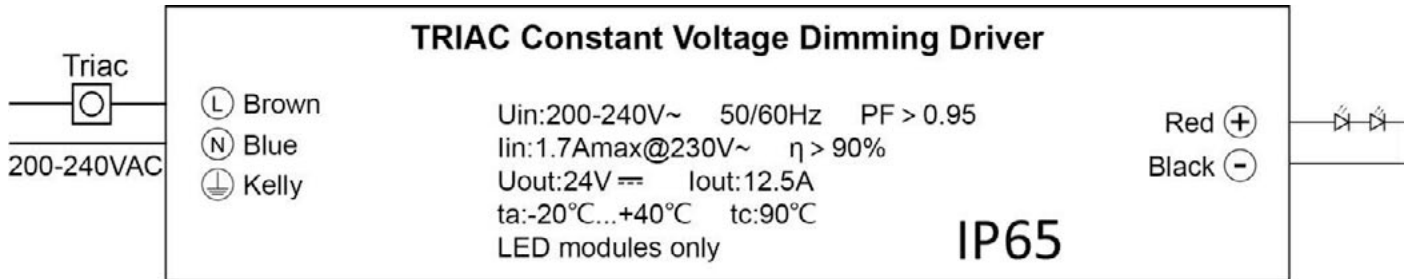 TRIAC Constant Voltage Dimming Driver
Triac
200-240VAC
L Brown
N Blue
Kelly
Uin:200-240V~ 50/60Hz PF > 0.95
Iin:1.7Amax@230V~ η > 90%
Uout:24V⎓ Iout:12.5A
ta:-20℃...+40℃ tc:90℃
LED modules only
IP65
Red +
Black -